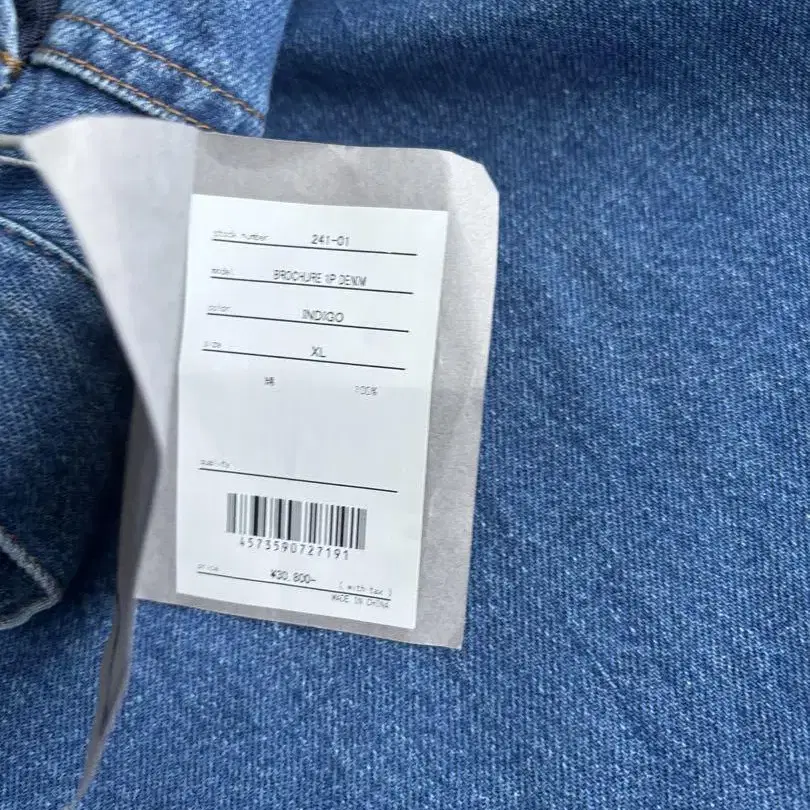 stock number 241-01
model BROCHURE DENIM
color INDIGO
size XL
綿 100%
quality
4573590727191
price ¥30,800-
( with tax )
MADE IN CHINA